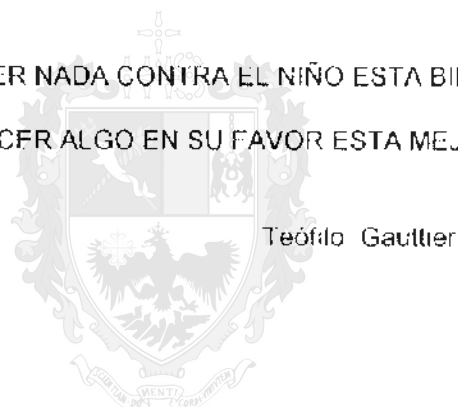 ER NADA CONTRA EL NIÑO ESTA BI
CER ALGO EN SU FAVOR ESTA MEJ
Teófilo Gauttier